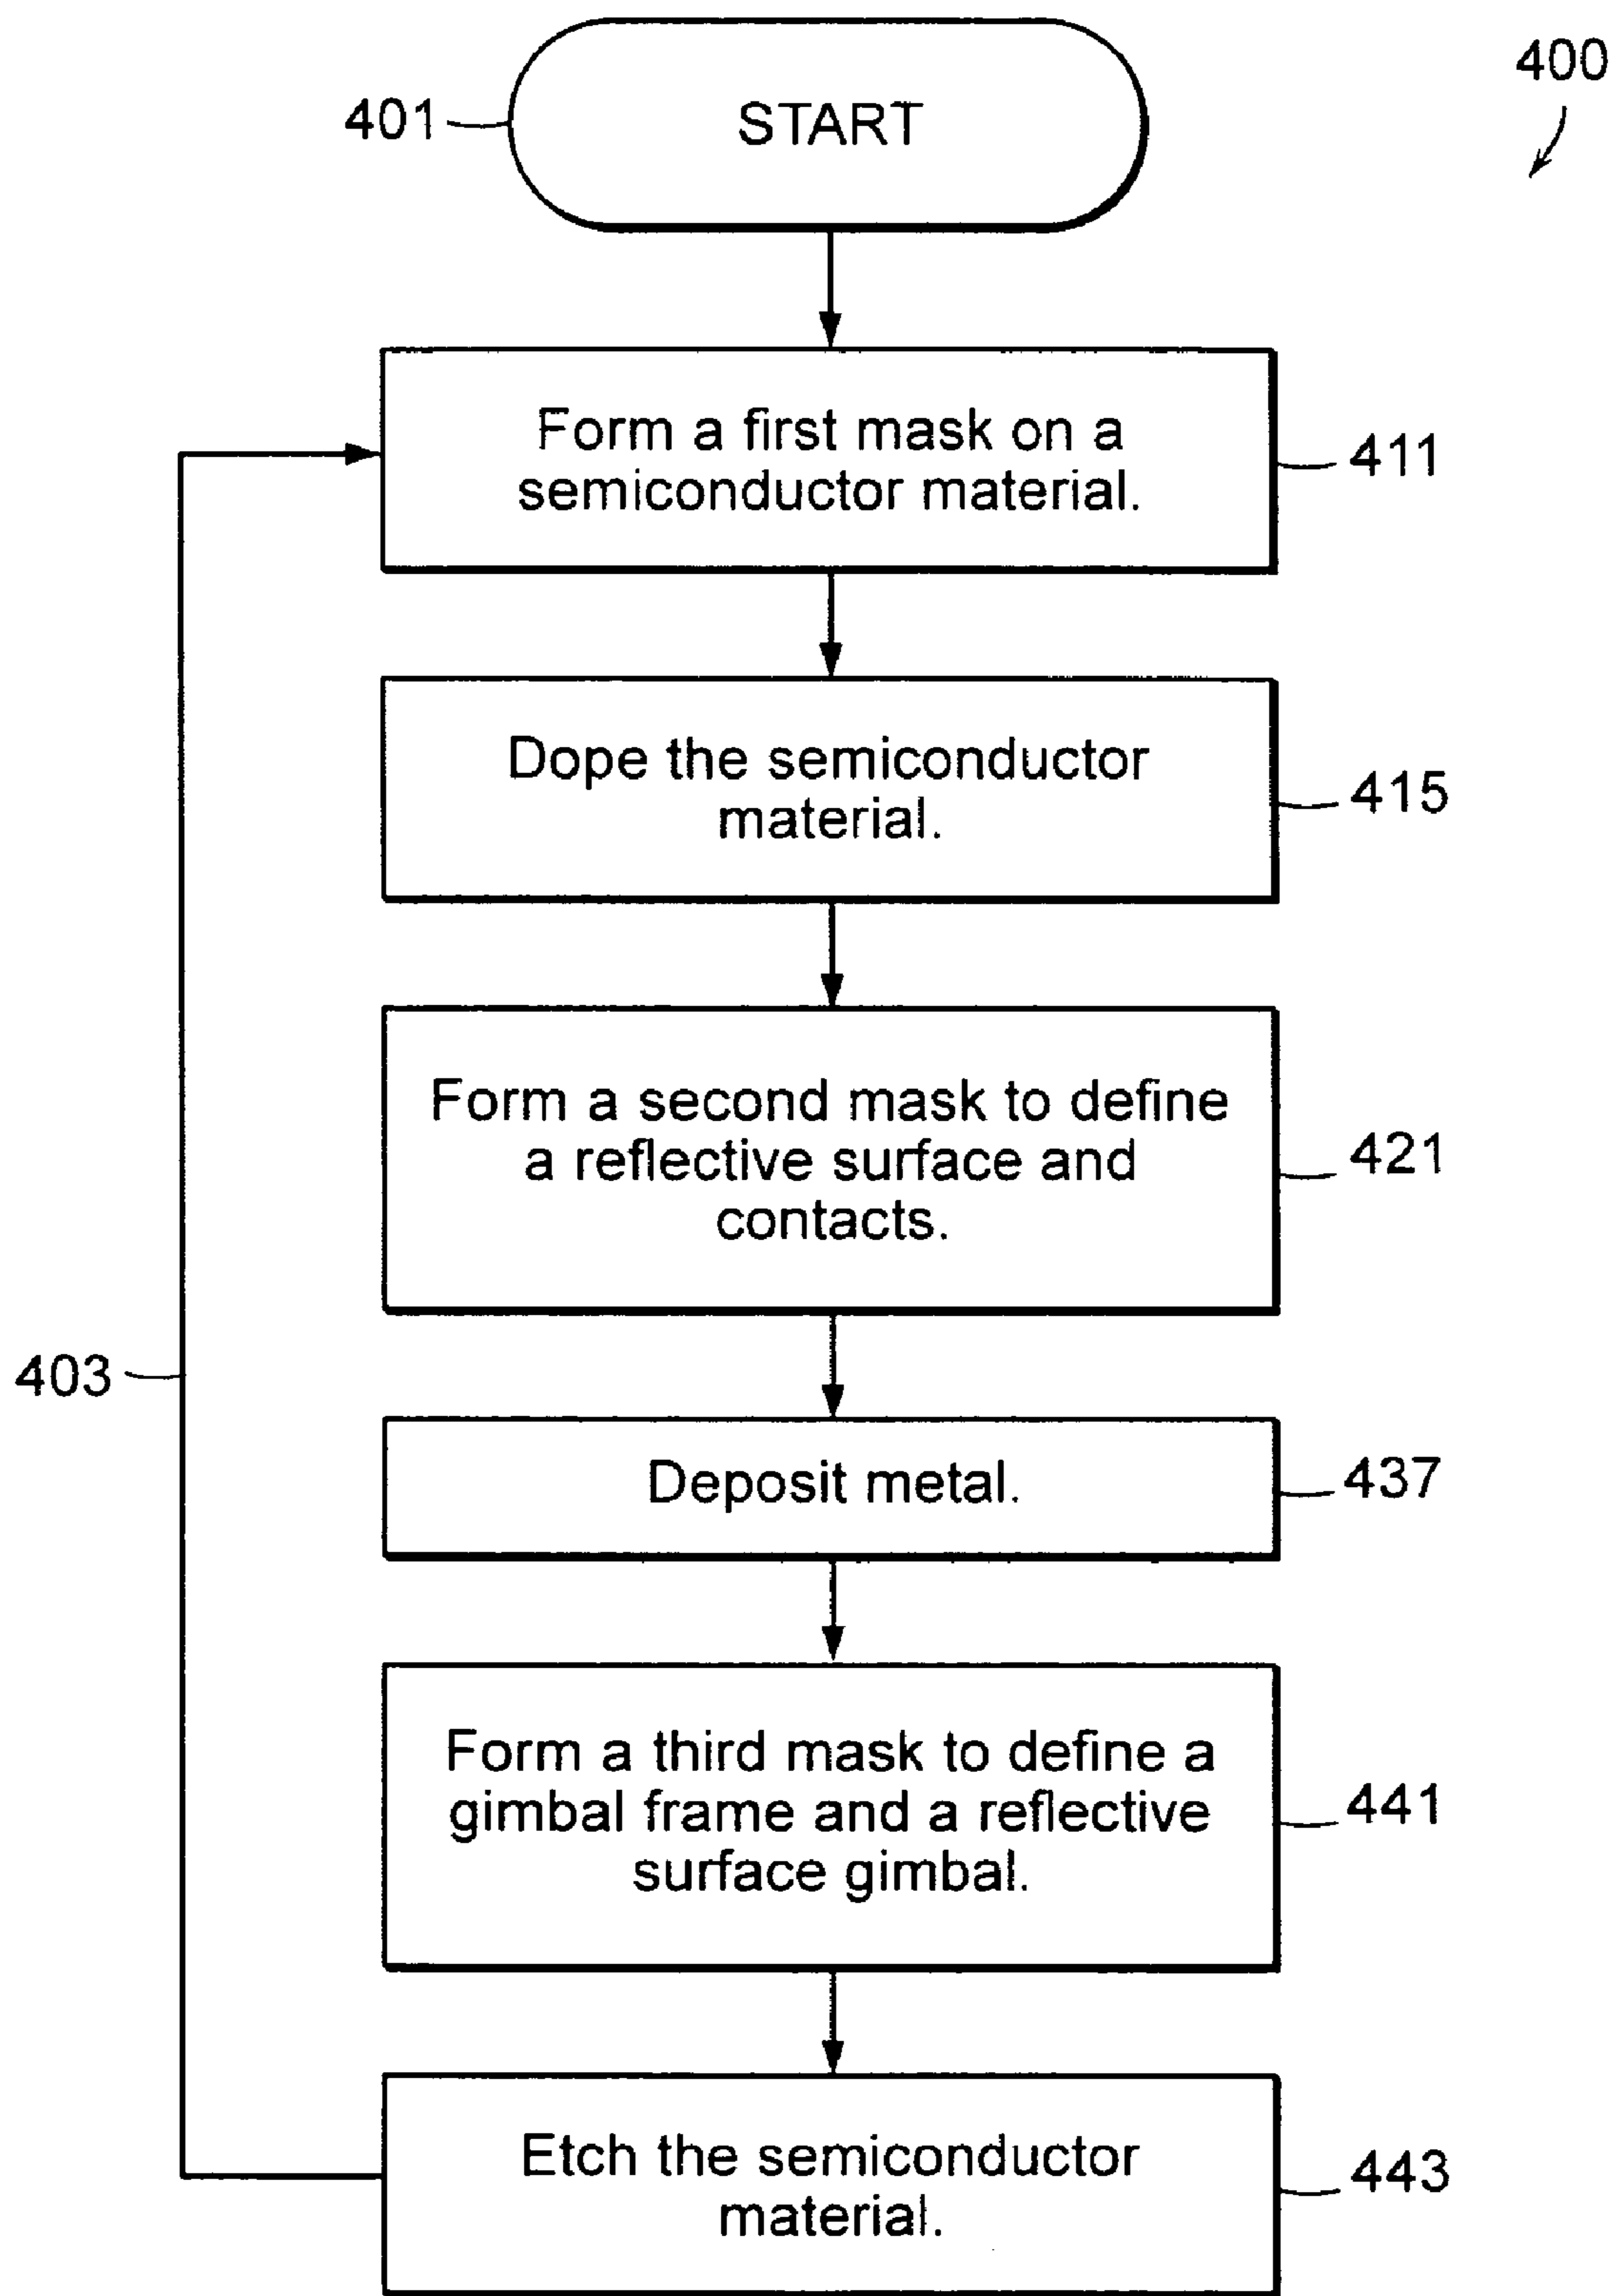 400
401
START
Form a first mask on a
semiconductor material.
411
Dope the semiconductor
material.
415
Form a second mask to define
a reflective surface and
contacts.
421
403
Deposit metal.
437
Form a third mask to define a
gimbal frame and a reflective
surface gimbal.
441
Etch the semiconductor
material.
443